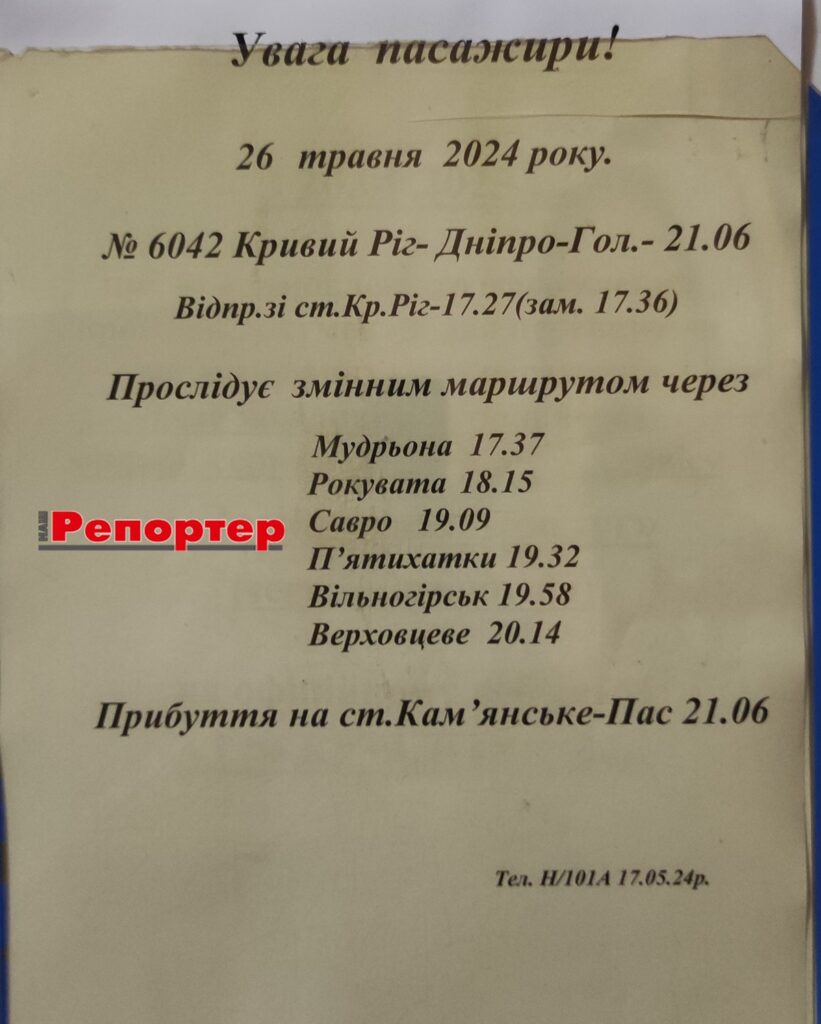 Увага пасажири!
26 травня 2024 року.
№ 6042 Кривий Ріг- Дніпро-Гол.- 21.06
Відпр.зі ст.Кр.Ріг-17.27(зам. 17.36)
Прослідує змінним маршрутом через
Мудрьона 17.37
Рокувата 18.15
НАШ Репортер
Савро 19.09
П’ятихатки 19.32
Вільногірськ 19.58
Верховцеве 20.14
Прибуття на ст.Кам’янське-Пас 21.06
Тел. Н/101А 17.05.24р.